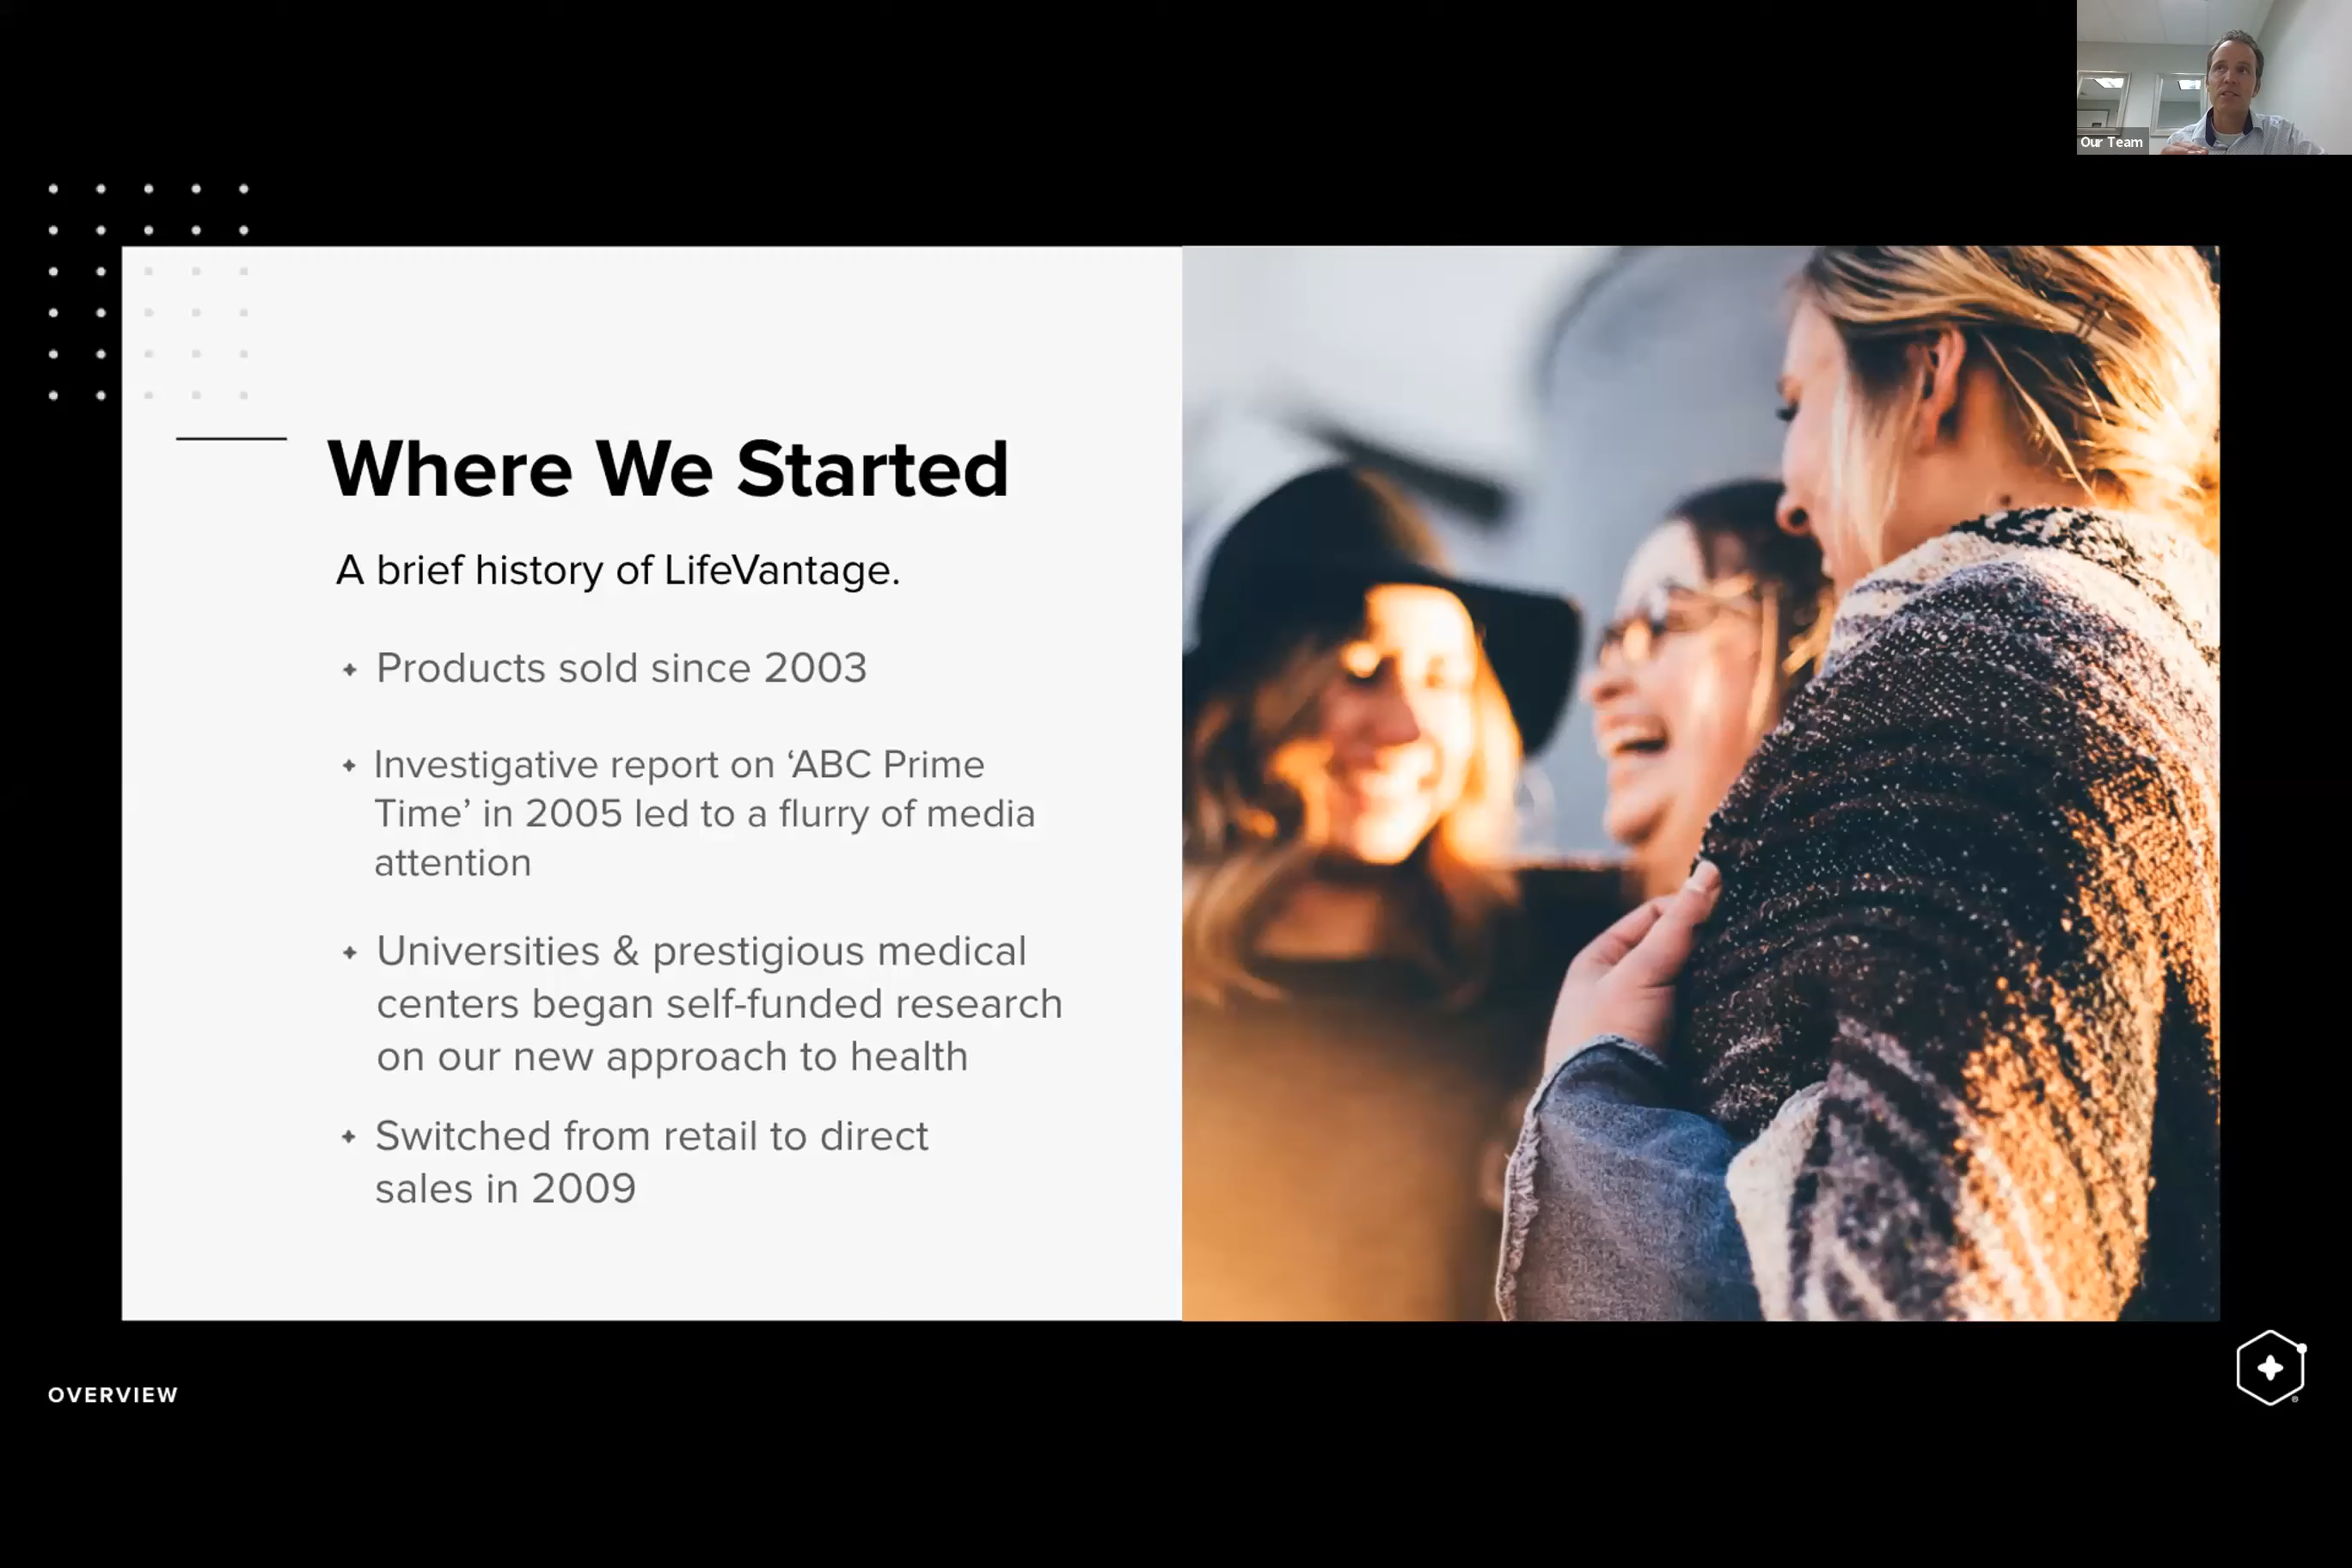 Our Team
Where We Started
A brief history of LifeVantage.
Products sold since 2003
Investigative report on ‘ABC Prime
Time’ in 2005 led to a flurry of media
attention
Universities & prestigious medical
centers began self-funded research
on our new approach to health
Switched from retail to direct
sales in 2009
OVERVIEW